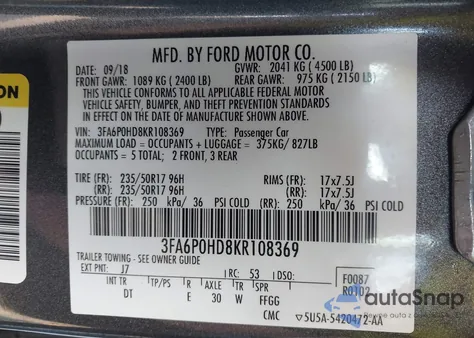 MFD. BY FORD MOTOR CO.
DATE: 09/18 GVWR: 2041 KG ( 4500 LB)
FRONT GAWR: 1089 KG ( 2400 LB) REAR GAWR: 975 KG ( 2150 LB)
THIS VEHICLE CONFORMS TO ALL APPLICABLE FEDERAL MOTOR
VEHICLE SAFETY, BUMPER, AND THEFT PREVENTION STANDARDS
IN EFFECT ON THE DATE OF MANUFACTURE SHOWN ABOVE.
VIN: 3FA6P0HD8KR108369 TYPE: Passenger Car
MAXIMUM LOAD = OCCUPANTS + LUGGAGE = 375KG/ 827LB
OCCUPANTS = 5 TOTAL; 2 FRONT, 3 REAR
TIRE (FR): 235/50R17 96H RIMS (FR): 17x7.5J
(RR): 235/50R17 96H (RR): 17x7.5J
PRESSURE (FR) 250 kPa/ 36 PSI COLD (RR) 250 kPa/ 36 PSI COLD
3FA6P0HD8KR108369
TRAILER TOWING - SEE OWNER GUIDE
EXT PNT: J7 RC: 53 DSO: F0087
R0102
INT TR TP/PS R AXLE TR SPR
DT E 30 W FFGG
CMC 5U5A-5420472-AA
ON
autoSnap